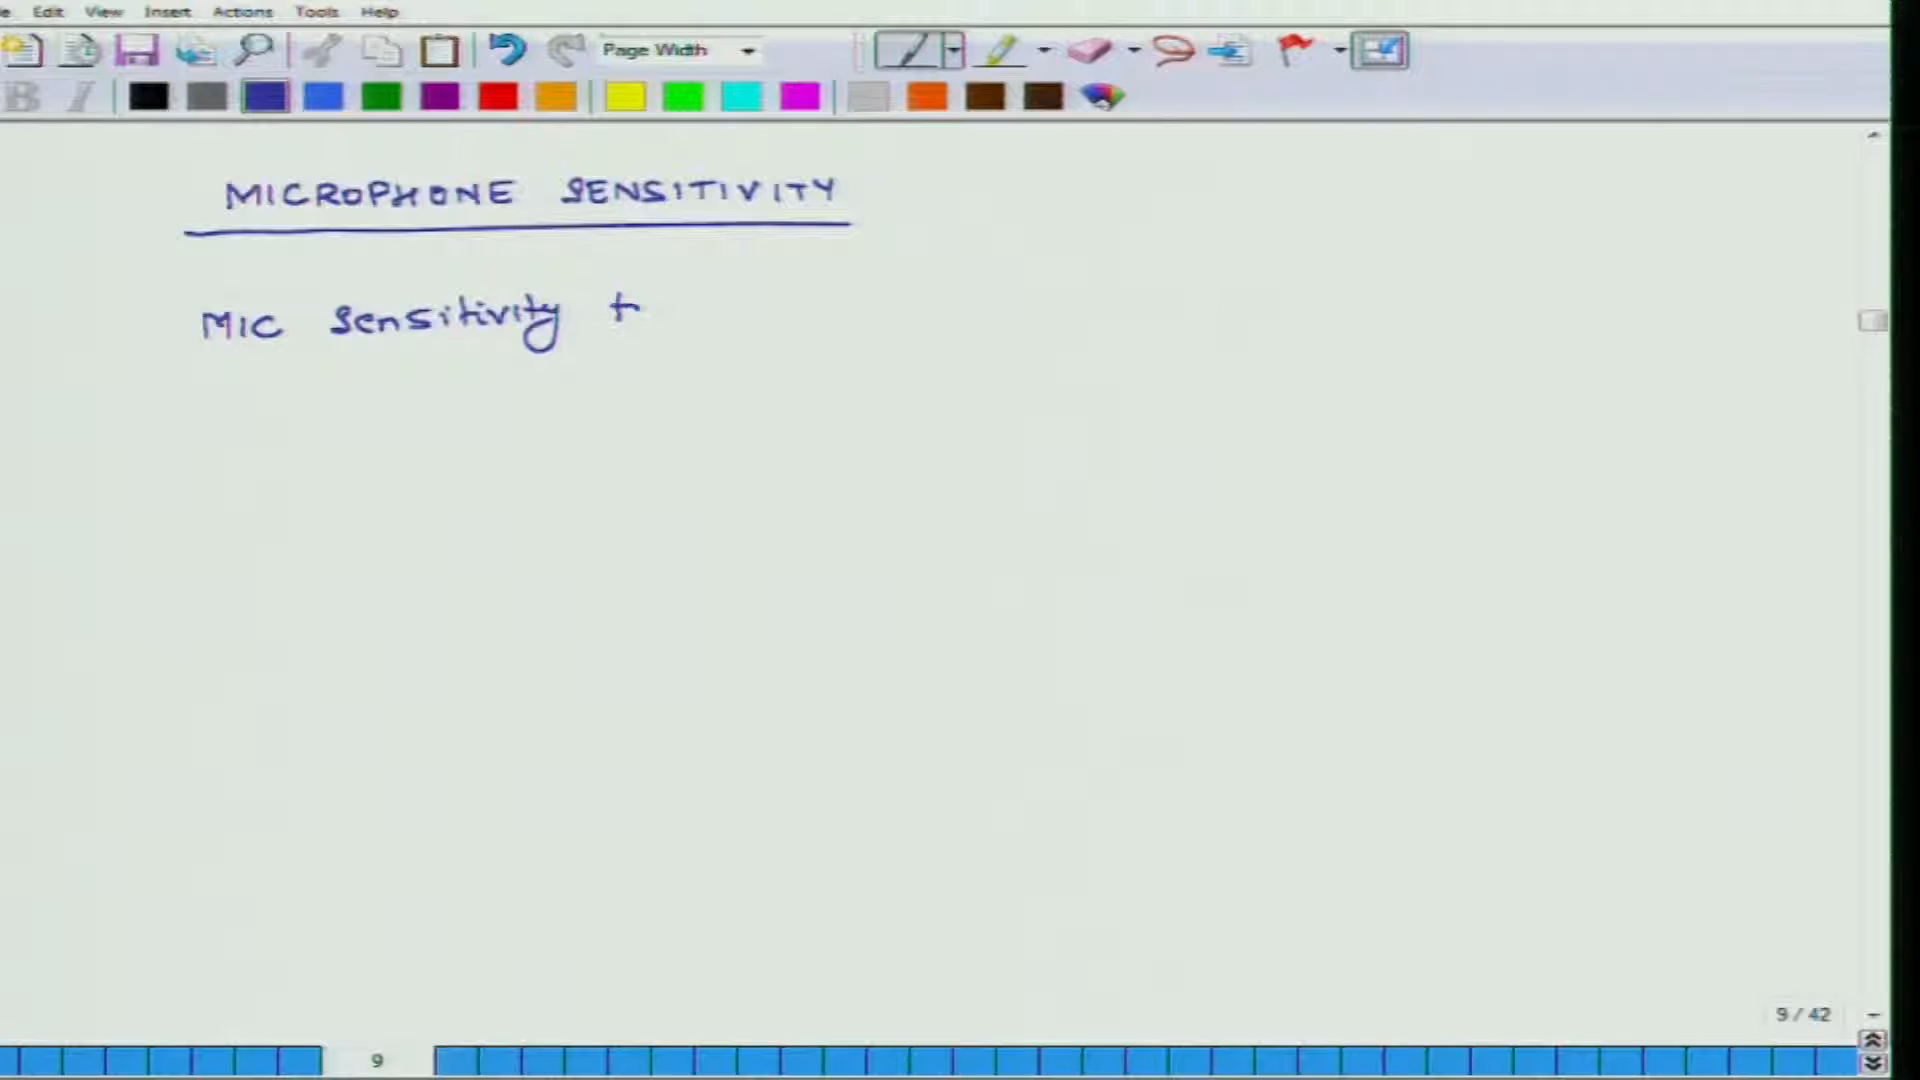 Edit View Insert Actions Tools Help
Page Width
B I
MICROPHONE SENSITIVITY
MIC Sensitivity +
9 / 42
9